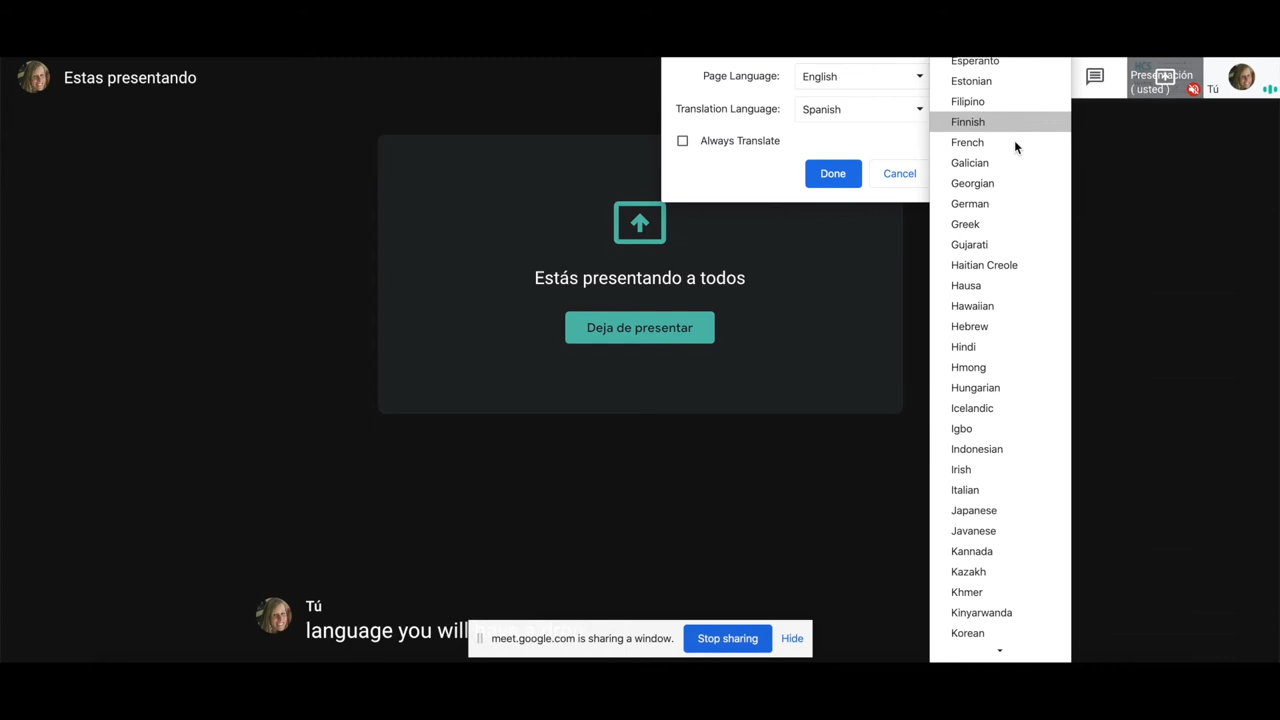 Estas presentando
Page Language: English
Translation Language: Spanish
Always Translate
Done Cancel
Esperanto
Estonian
Filipino
Finnish
French
Galician
Georgian
German
Greek
Gujarati
Haitian Creole
Hausa
Hawaiian
Hebrew
Hindi
Hmong
Hungarian
Icelandic
Igbo
Indonesian
Irish
Italian
Japanese
Javanese
Kannada
Kazakh
Khmer
Kinyarwanda
Korean
Presentación
( usted )
Tú
Estás presentando a todos
Deja de presentar
Tú
language you will
meet.google.com is sharing a window. Stop sharing Hide